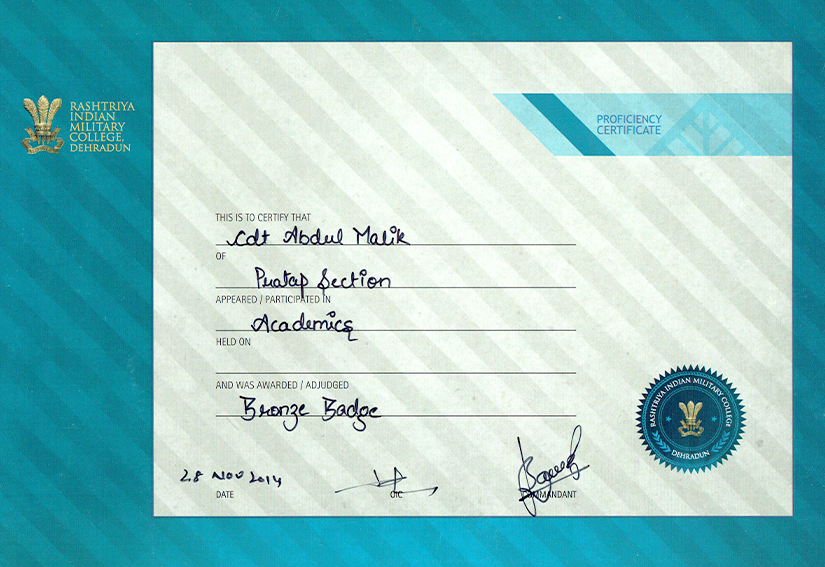 RASHTRIYA
INDIAN
MILITARY
COLLEGE,
DEHRADUN
PROFICIENCY
CERTIFICATE
THIS IS TO CERTIFY THAT
Cdt Abdul Malik
OF
Pratap Section
APPEARED / PARTICIPATED IN
Academics
HELD ON
AND WAS AWARDED / ADJUDGED
Bronze Badge
RASHTRIYA INDIAN MILITARY COLLEGE
DEHRADUN
28 NOV 2014
DATE
OIC
COMMANDANT